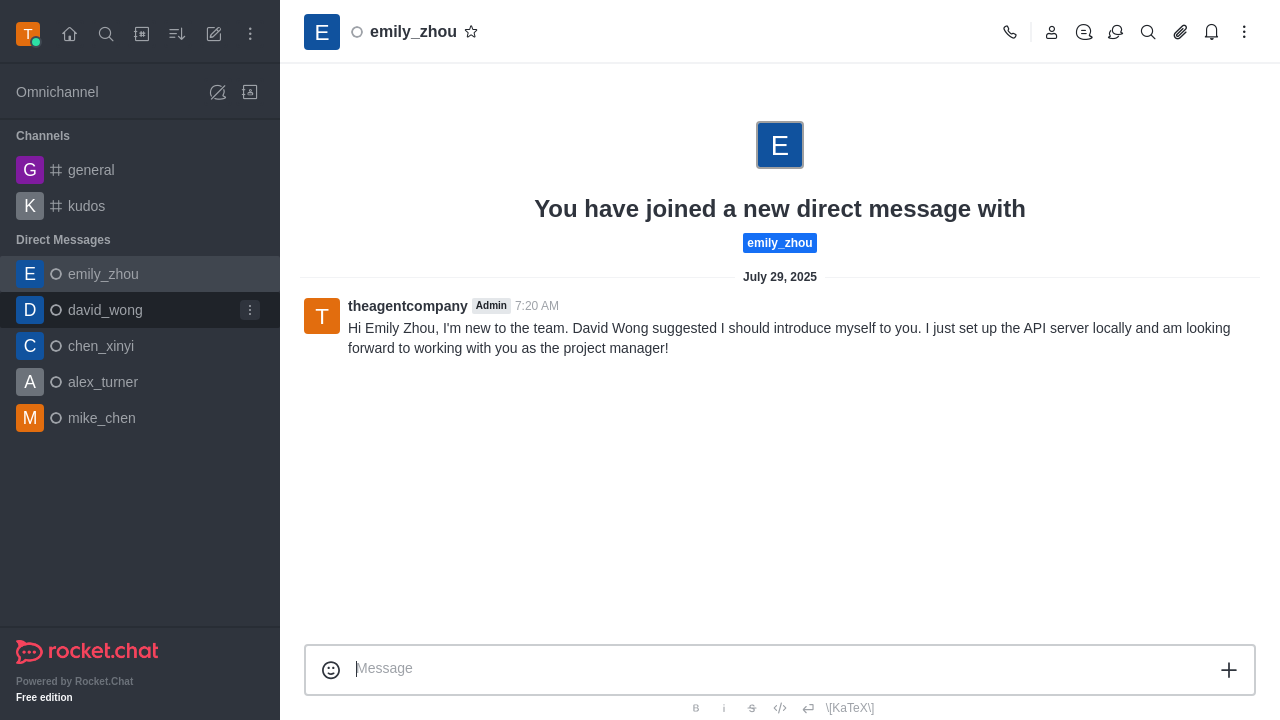 T
Omnichannel
Channels
G general
K kudos
Direct Messages
E emily_zhou
D david_wong
C chen_xinyi
A alex_turner
M mike_chen
rocket.chat
Powered by Rocket.Chat
Free edition
E emily_zhou
E
You have joined a new direct message with
emily_zhou
July 29, 2025
T theagentcompany Admin 7:20 AM
Hi Emily Zhou, I'm new to the team. David Wong suggested I should introduce myself to you. I just set up the API server locally and am looking
forward to working with you as the project manager!
Message
B i S </> \[KaTeX\]